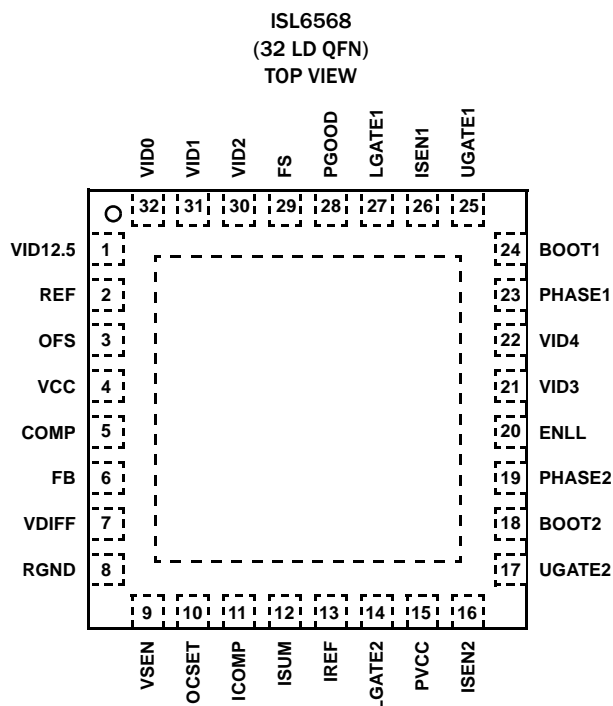 ISL6568
(32 LD QFN)
TOP VIEW
VID0
VID1
VID2
FS
PGOOD
LGATE1
ISEN1
UGATE1
32 31 30 29 28 27 26 25
VID12.5 1 24 BOOT1
REF 2 23 PHASE1
OFS 3 22 VID4
VCC 4 21 VID3
COMP 5 20 ENLL
FB 6 19 PHASE2
VDIFF 7 18 BOOT2
RGND 8 17 UGATE2
9 10 11 12 13 14 15 16
VSEN
OCSET
ICOMP
ISUM
IREF
LGATE2
PVCC
ISEN2